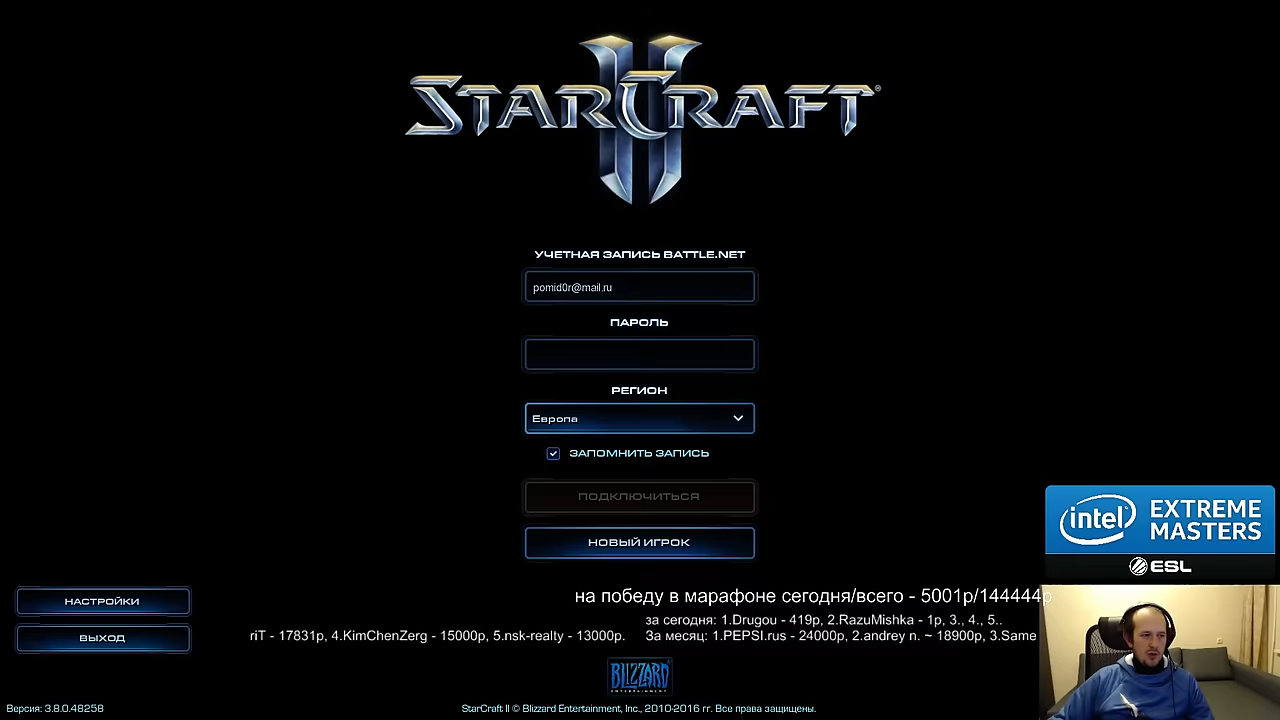 STARCRAFT
II
®
УЧЕТНАЯ ЗАПИСЬ BATTLE.NET
pomid0r@mail.ru
ПАРОЛЬ
РЕГИОН
Европа
ЗАПОМНИТЬ ЗАПИСЬ
ПОДКЛЮЧИТЬСЯ
НОВЫЙ ИГРОК
intel
EXTREME
MASTERS
ESL
НАСТРОЙКИ
ВЫХОД
на победу в марафоне сегодня/всего - 5001р/144444р
за сегодня: 1.Drugou - 419р, 2.RazuMishka - 1р, 3., 4., 5..
riT - 17831р, 4.KimChenZerg - 15000р, 5.nsk-realty - 13000р. За месяц: 1.PEPSI.rus - 24000р, 2.andrey n. ~ 18900р, 3.Same
BLIZZARD
ENTERTAINMENT
Версия: 3.8.0.48258
StarCraft II © Blizzard Entertainment, Inc., 2010-2016 гг. Все права защищены.